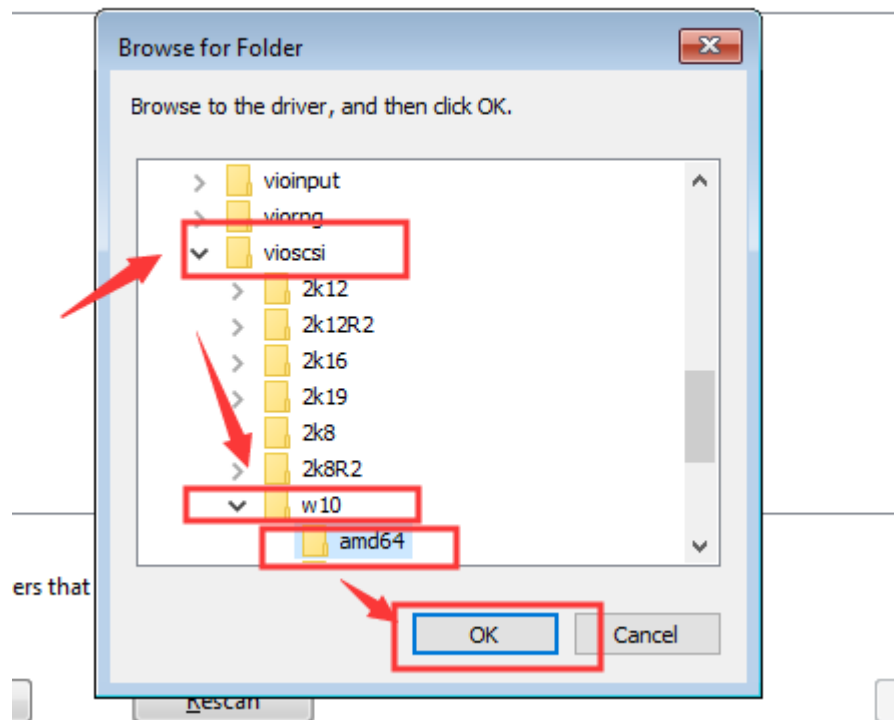 Browse for Folder
Browse to the driver, and then click OK.
vioinput
viorng
vioscsi
2k12
2k12R2
2k16
2k19
2k8
2k8R2
w10
amd64
ers that
OK
Cancel
Rescan